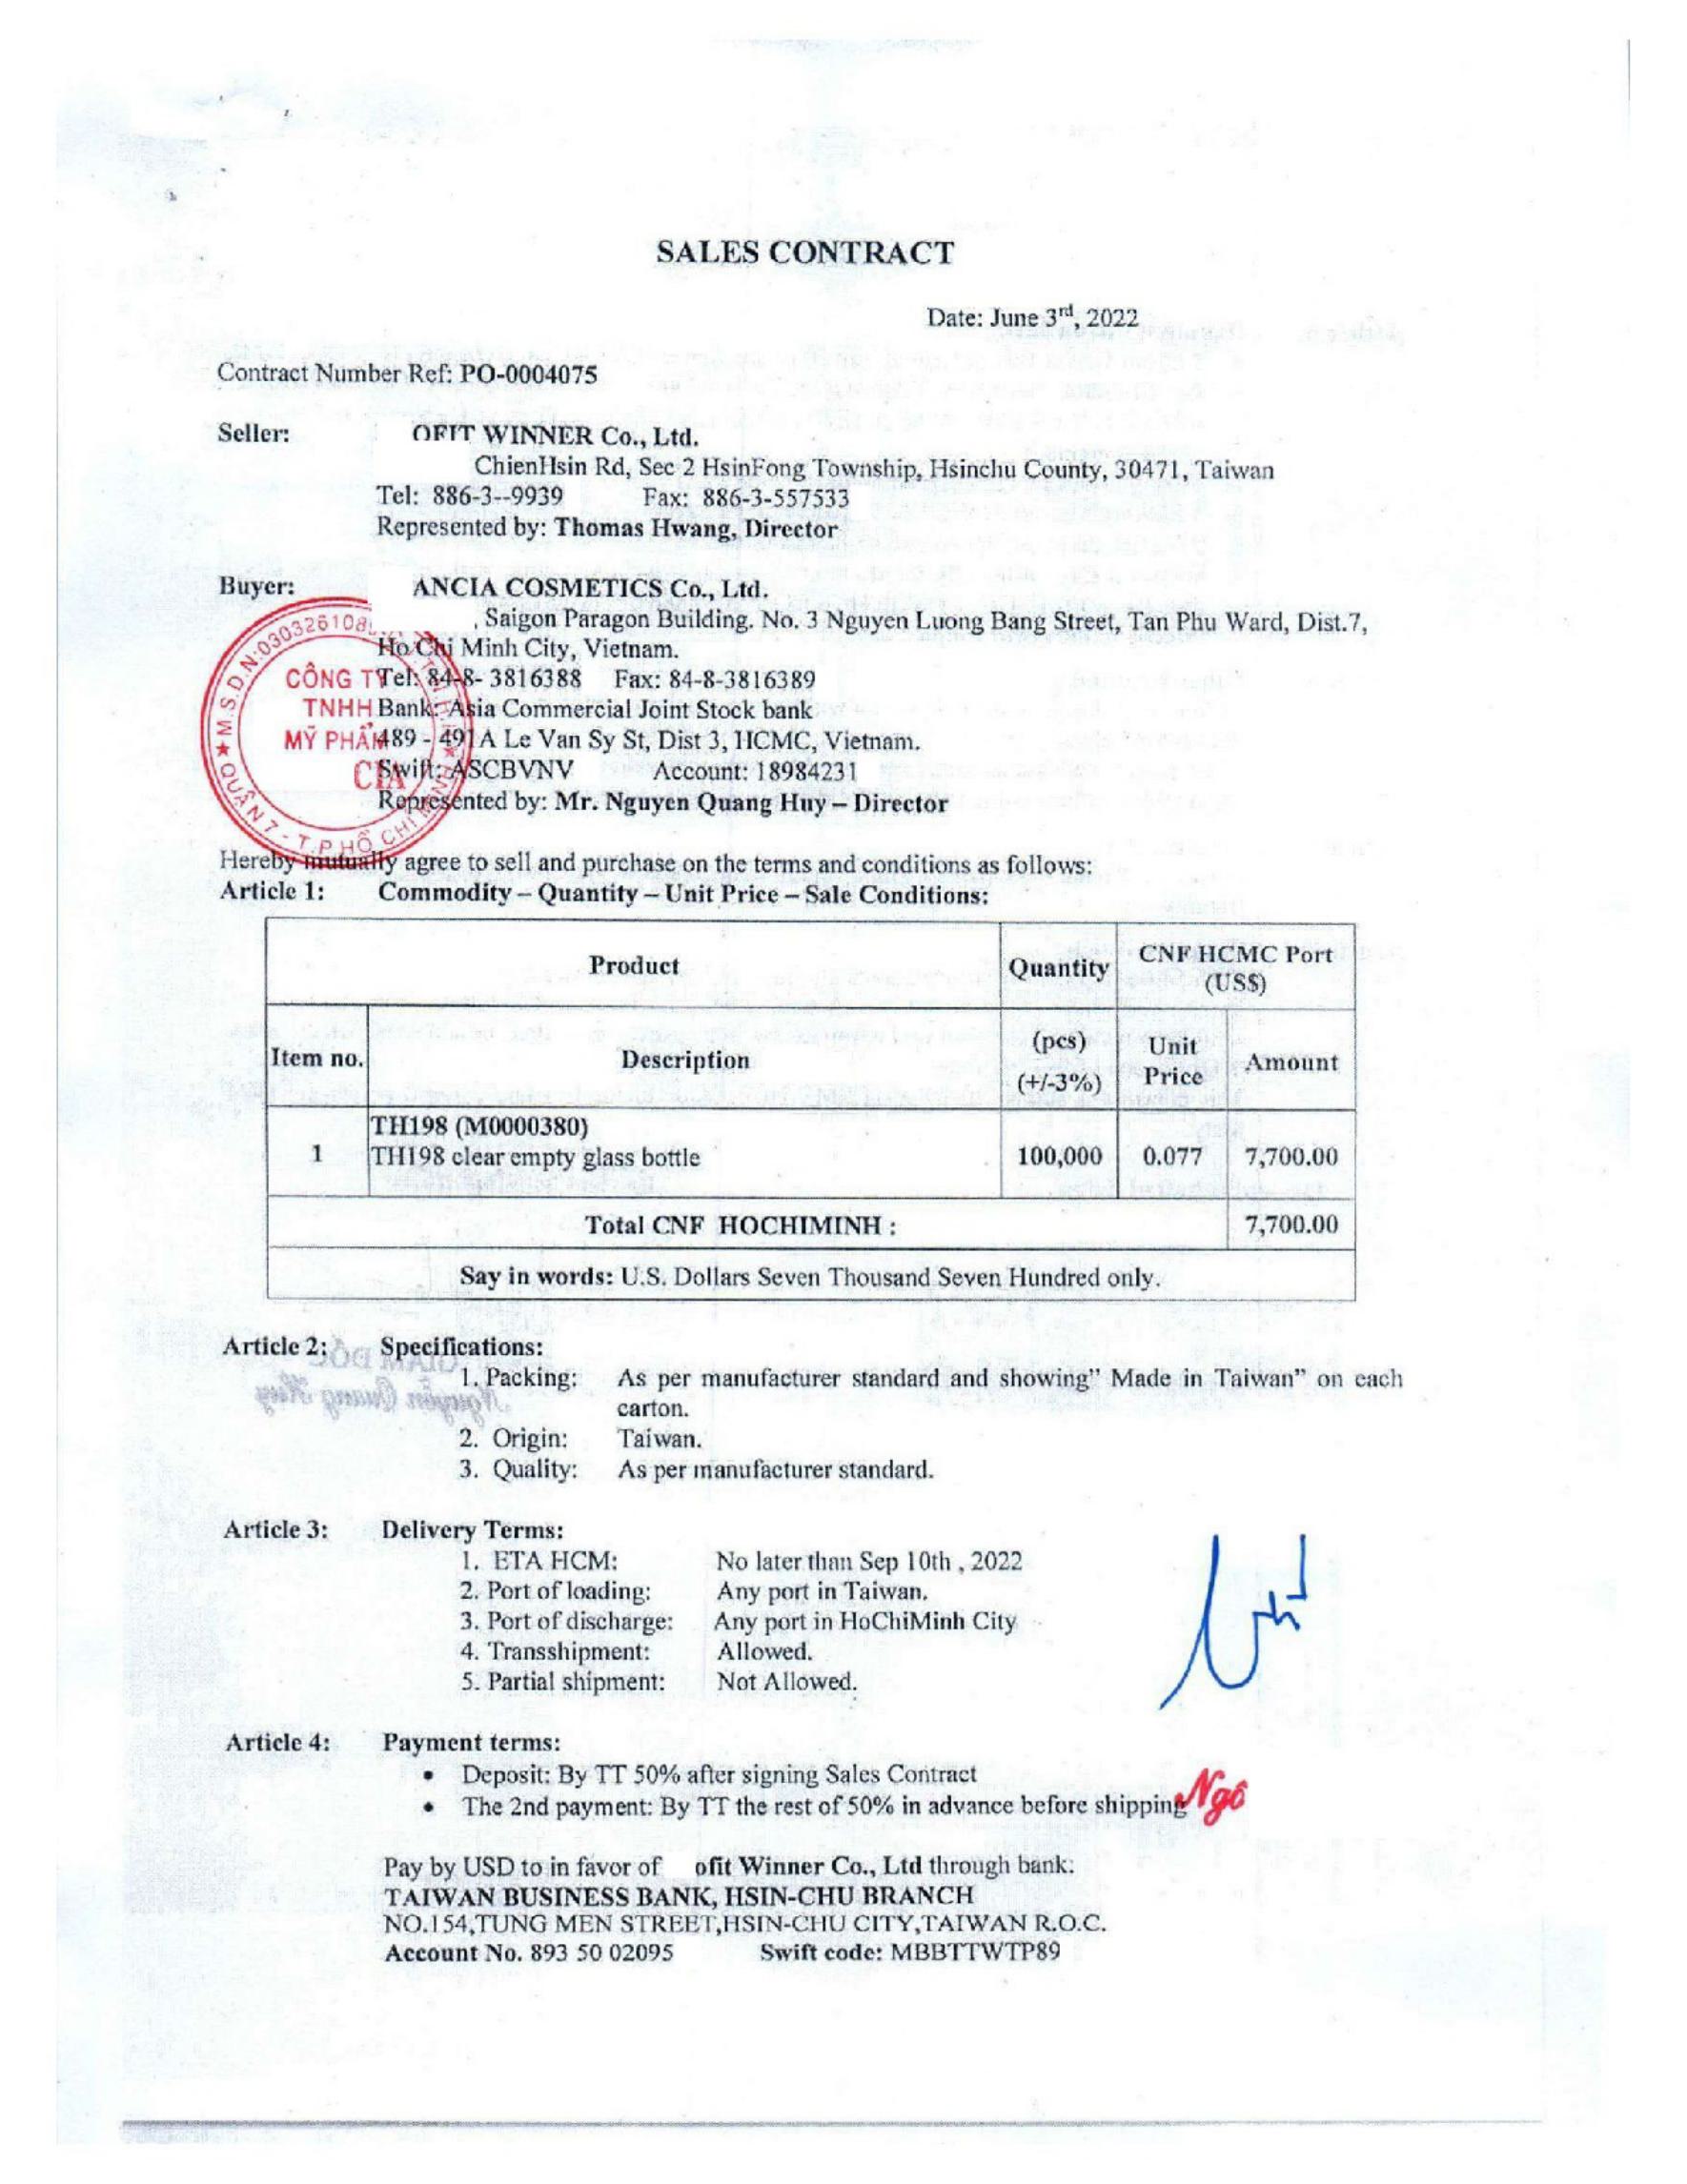 SALES CONTRACT
Date: June 3rd, 2022
Contract Number Ref: PO-0004075
Seller: OFIT WINNER Co., Ltd.
ChienHsin Rd, Sec 2 HsinFong Township, Hsinchu County, 30471, Taiwan
Tel: 886-3--9939 Fax: 886-3-557533
Represented by: Thomas Hwang, Director
Buyer: ANCIA COSMETICS Co., Ltd.
, Saigon Paragon Building. No. 3 Nguyen Luong Bang Street, Tan Phu Ward, Dist.7,
Ho Chi Minh City, Vietnam.
Tel: 84-8- 3816388 Fax: 84-8-3816389
Bank: Asia Commercial Joint Stock bank
489 - 491 A Le Van Sy St, Dist 3, HCMC, Vietnam.
Swift: ASCBVNV Account: 18984231
Represented by: Mr. Nguyen Quang Huy – Director
★ M.S.D.N:030326108
CÔNG TY
TNHH
MỸ PHẨM
CIA
QUẬN 7 - T.P HỒ CHÍ MINH ★
Hereby mutually agree to sell and purchase on the terms and conditions as follows:
Article 1: Commodity – Quantity – Unit Price – Sale Conditions:
Product Quantity CNF HCMC Port (US$)
Item no. Description (pcs) (+/-3%) Unit Price Amount
TH198 (M0000380)
1 TH198 clear empty glass bottle 100,000 0.077 7,700.00
Total CNF HOCHIMINH : 7,700.00
Say in words: U.S. Dollars Seven Thousand Seven Hundred only.
Article 2: Specifications:
1. Packing: As per manufacturer standard and showing” Made in Taiwan” on each
carton.
2. Origin: Taiwan.
3. Quality: As per manufacturer standard.
Article 3: Delivery Terms:
1. ETA HCM: No later than Sep 10th , 2022
2. Port of loading: Any port in Taiwan.
3. Port of discharge: Any port in HoChiMinh City
4. Transshipment: Allowed.
5. Partial shipment: Not Allowed.
Article 4: Payment terms:
• Deposit: By TT 50% after signing Sales Contract
• The 2nd payment: By TT the rest of 50% in advance before shipping
Ngô
Pay by USD to in favor of ofit Winner Co., Ltd through bank:
TAIWAN BUSINESS BANK, HSIN-CHU BRANCH
NO.154,TUNG MEN STREET,HSIN-CHU CITY,TAIWAN R.O.C.
Account No. 893 50 02095 Swift code: MBBTTWTP89